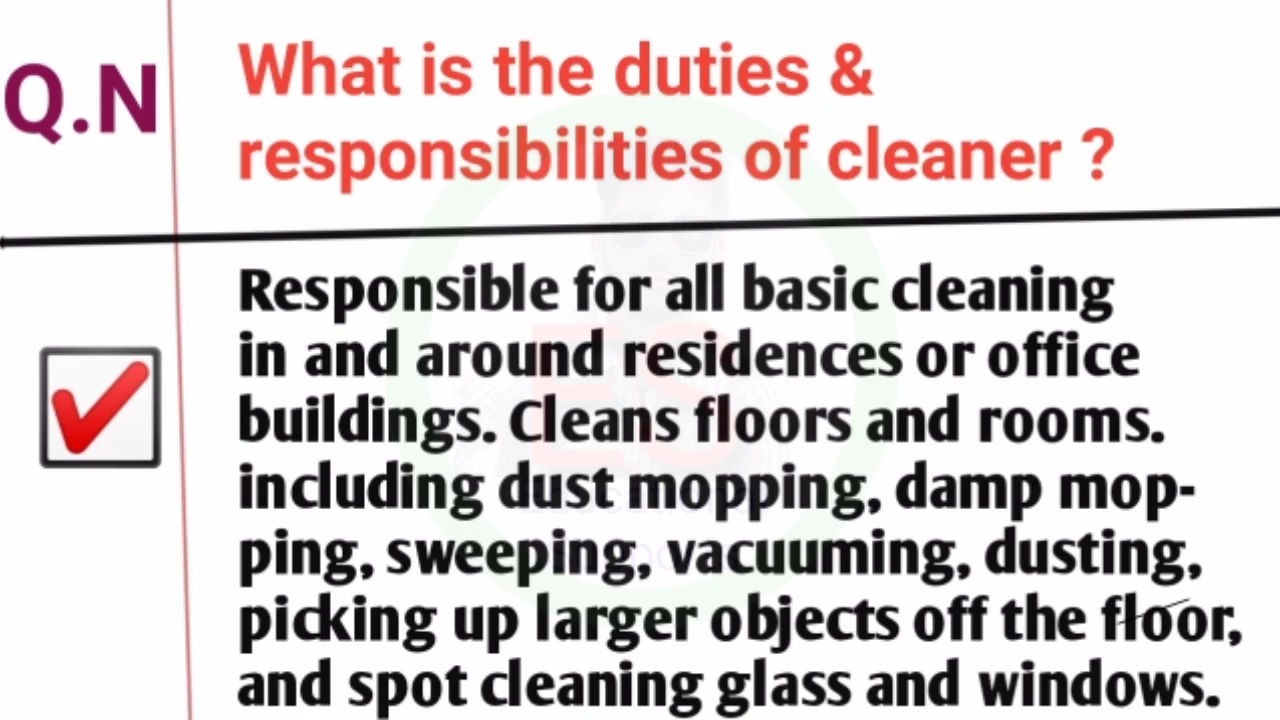 Q.N
What is the duties &
responsibilities of cleaner ?
Responsible for all basic cleaning
in and around residences or office
buildings. Cleans floors and rooms.
including dust mopping, damp mop-
ping, sweeping, vacuuming, dusting,
picking up larger objects off the floor,
and spot cleaning glass and windows.
ES